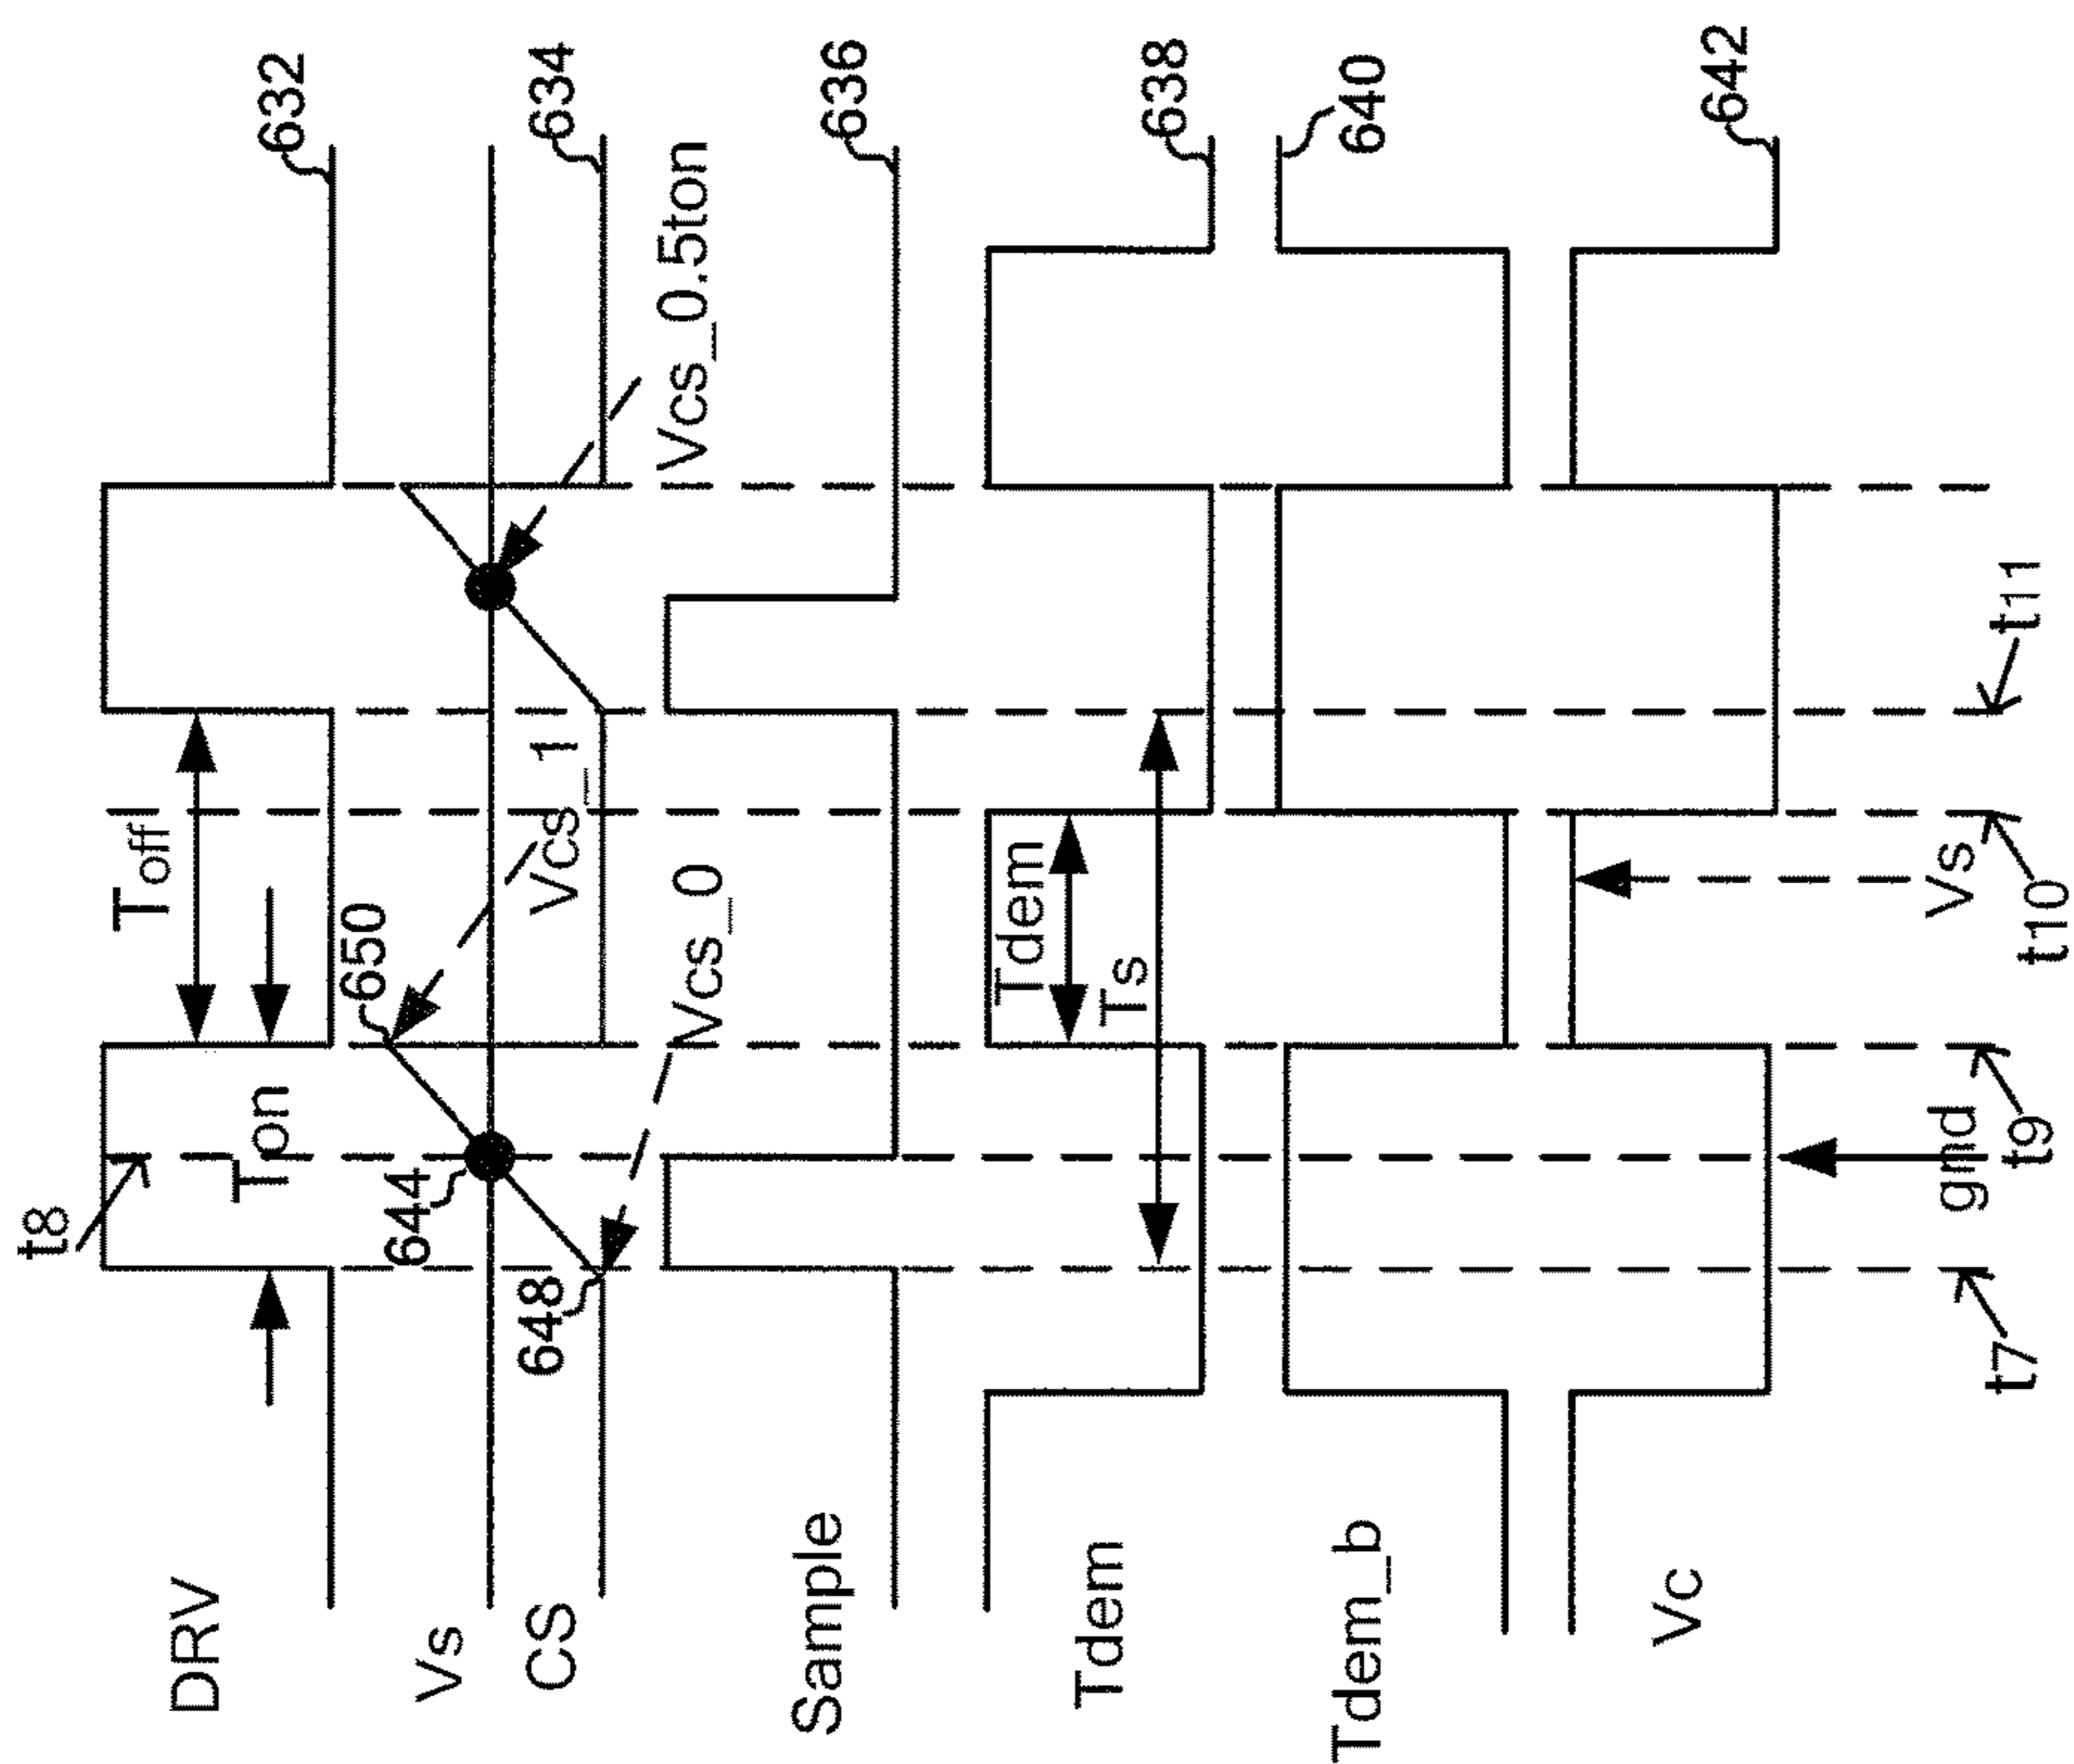 DRV
t8
Ton
Toff
632
Vs
644
650
CS
648
Vcs_1
634
Vcs_0
Vcs_0.5ton
Sample
636
Tdem
Tdem
Ts
638
Tdem_b
640
Vc
642
gnd
Vs
t7
t9
t10
t11